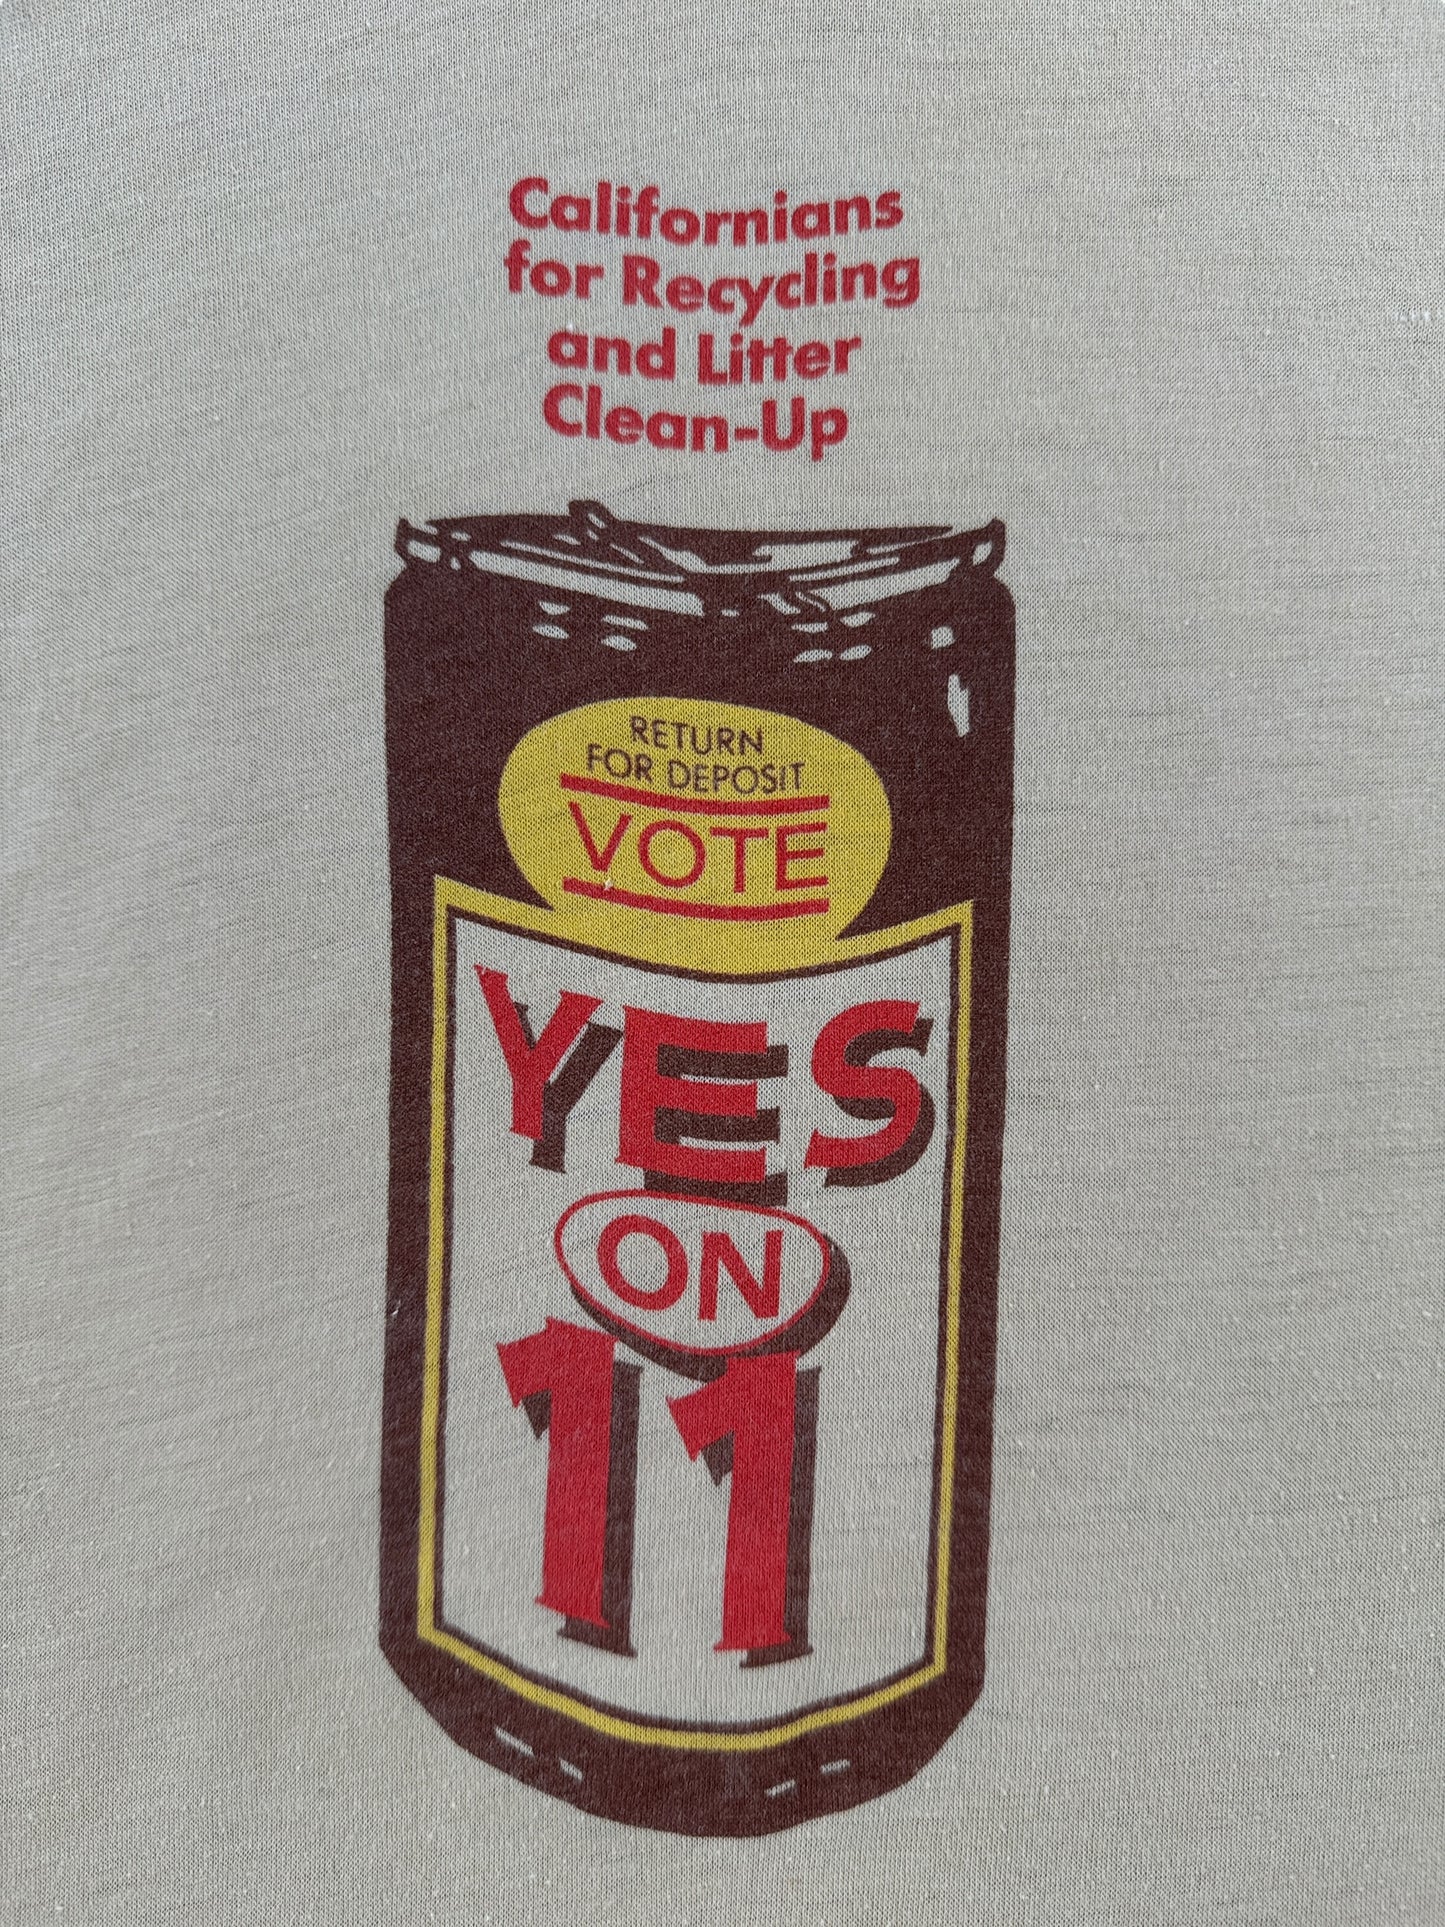 Californians
for Recycling
and Litter
Clean-Up
RETURN
FOR DEPOSIT
VOTE
YES
ON
11